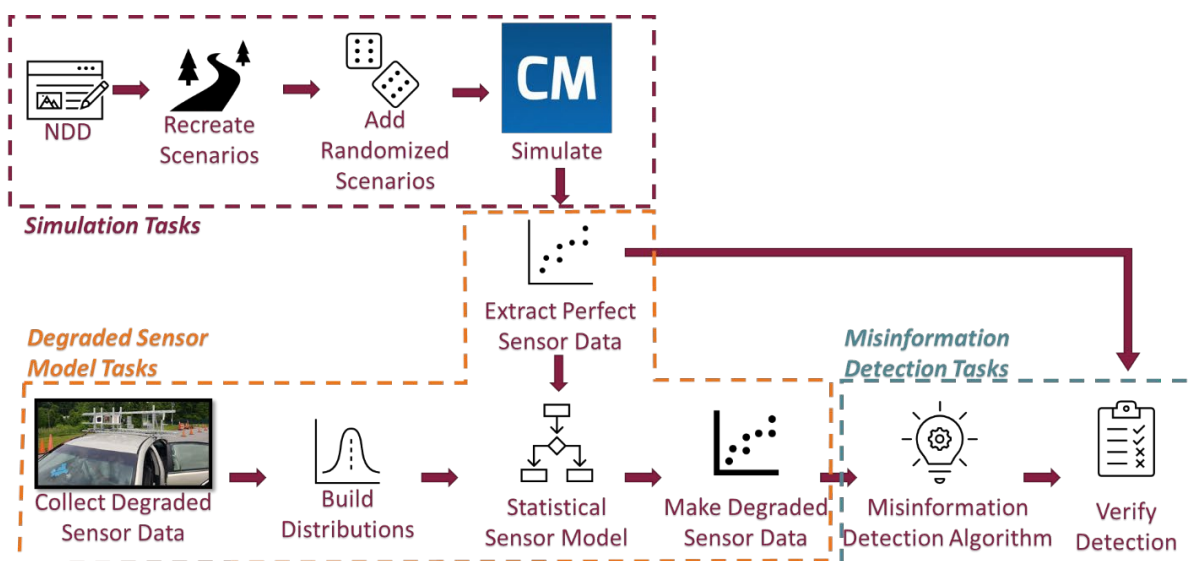 CM
NDD
Recreate
Scenarios
Add
Randomized
Scenarios
Simulate
Simulation Tasks
Extract Perfect
Sensor Data
Degraded Sensor
Model Tasks
Misinformation
Detection Tasks
Collect Degraded
Sensor Data
Build
Distributions
Statistical
Sensor Model
Make Degraded
Sensor Data
Misinformation
Detection Algorithm
Verify
Detection